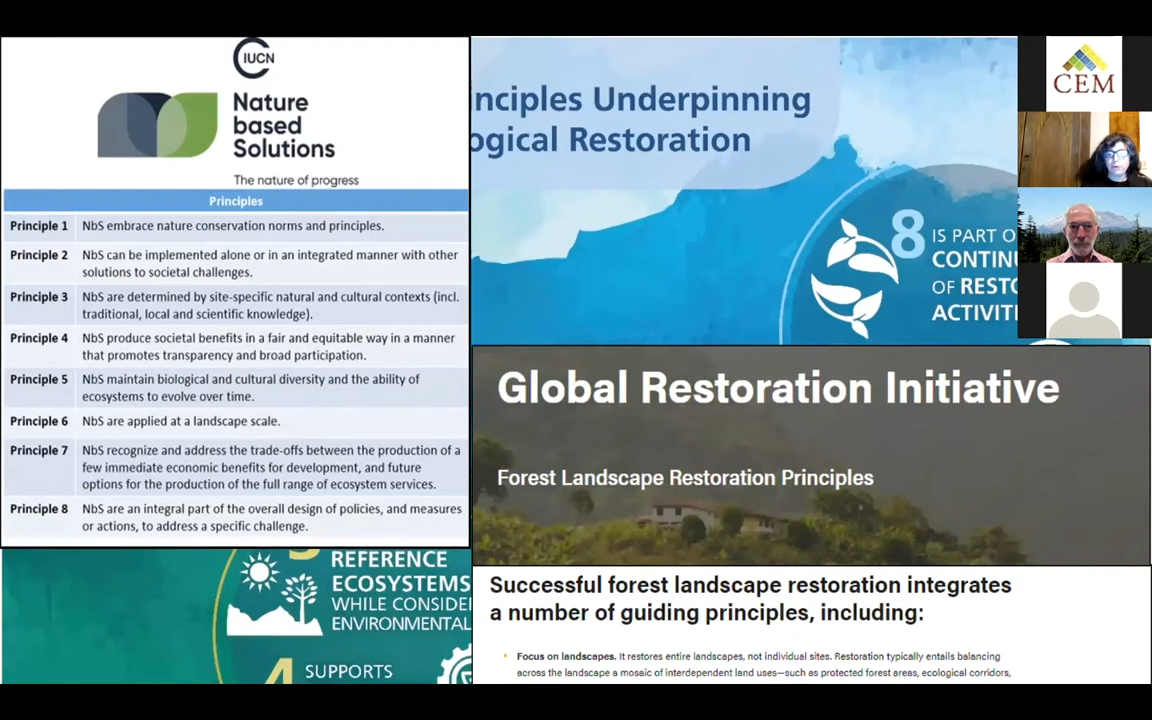 IUCN
Nature
based
Solutions
The nature of progress
Principles
Principle 1 NbS embrace nature conservation norms and principles.
Principle 2 NbS can be implemented alone or in an integrated manner with other
solutions to societal challenges.
Principle 3 NbS are determined by site-specific natural and cultural contexts (incl.
traditional, local and scientific knowledge).
Principle 4 NbS produce societal benefits in a fair and equitable way in a manner
that promotes transparency and broad participation.
Principle 5 NbS maintain biological and cultural diversity and the ability of
ecosystems to evolve over time.
Principle 6 NbS are applied at a landscape scale.
Principle 7 NbS recognize and address the trade-offs between the production of a
few immediate economic benefits for development, and future
options for the production of the full range of ecosystem services.
Principle 8 NbS are an integral part of the overall design of policies, and measures
or actions, to address a specific challenge.
REFERENCE
ECOSYSTEMS
WHILE CONSIDE
ENVIRONMENTAL
4 SUPPORTS
inciples Underpinning
ogical Restoration
8 IS PART O
CONTINU
OF RESTO
ACTIVITI
CEM
Global Restoration Initiative
Forest Landscape Restoration Principles
Successful forest landscape restoration integrates
a number of guiding principles, including:
Focus on landscapes. It restores entire landscapes, not individual sites. Restoration typically entails balancing
across the landscape a mosaic of interdependent land uses—such as protected forest areas, ecological corridors,